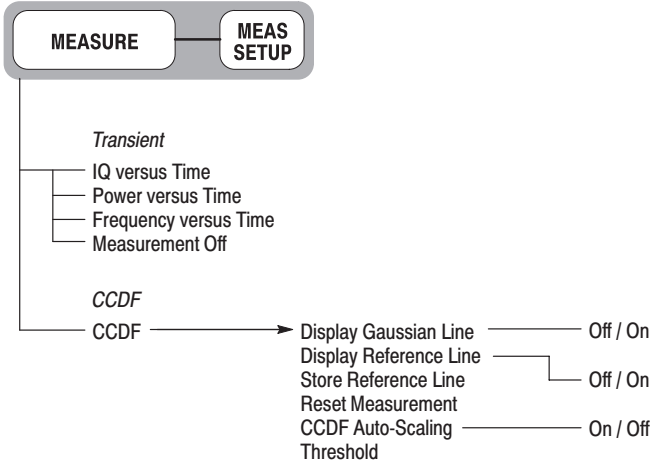 MEASURE
MEAS
SETUP
Transient
IQ versus Time
Power versus Time
Frequency versus Time
Measurement Off
CCDF
CCDF
Display Gaussian Line Off / On
Display Reference Line
Store Reference Line Off / On
Reset Measurement
CCDF Auto-Scaling On / Off
Threshold